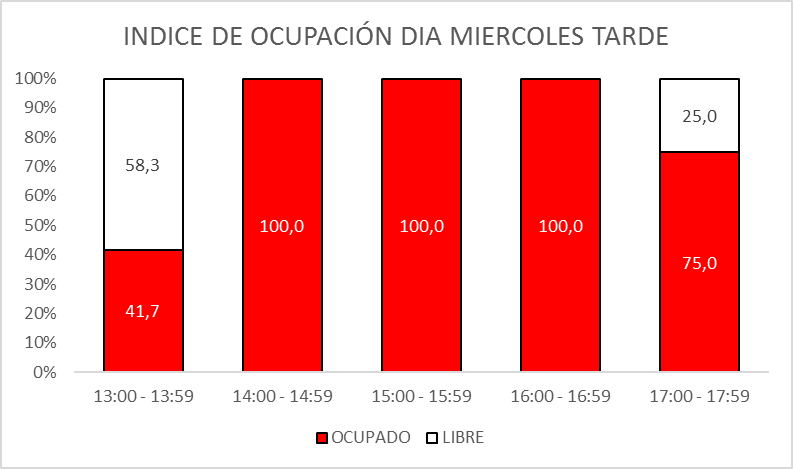 INDICE DE OCUPACIÓN DIA MIERCOLES TARDE
100%
90%
80%
70%
60%
50%
40%
30%
20%
10%
0%
58,3
41,7
100,0
100,0
100,0
25,0
75,0
13:00 - 13:59
14:00 - 14:59
15:00 - 15:59
16:00 - 16:59
17:00 - 17:59
OCUPADO
LIBRE